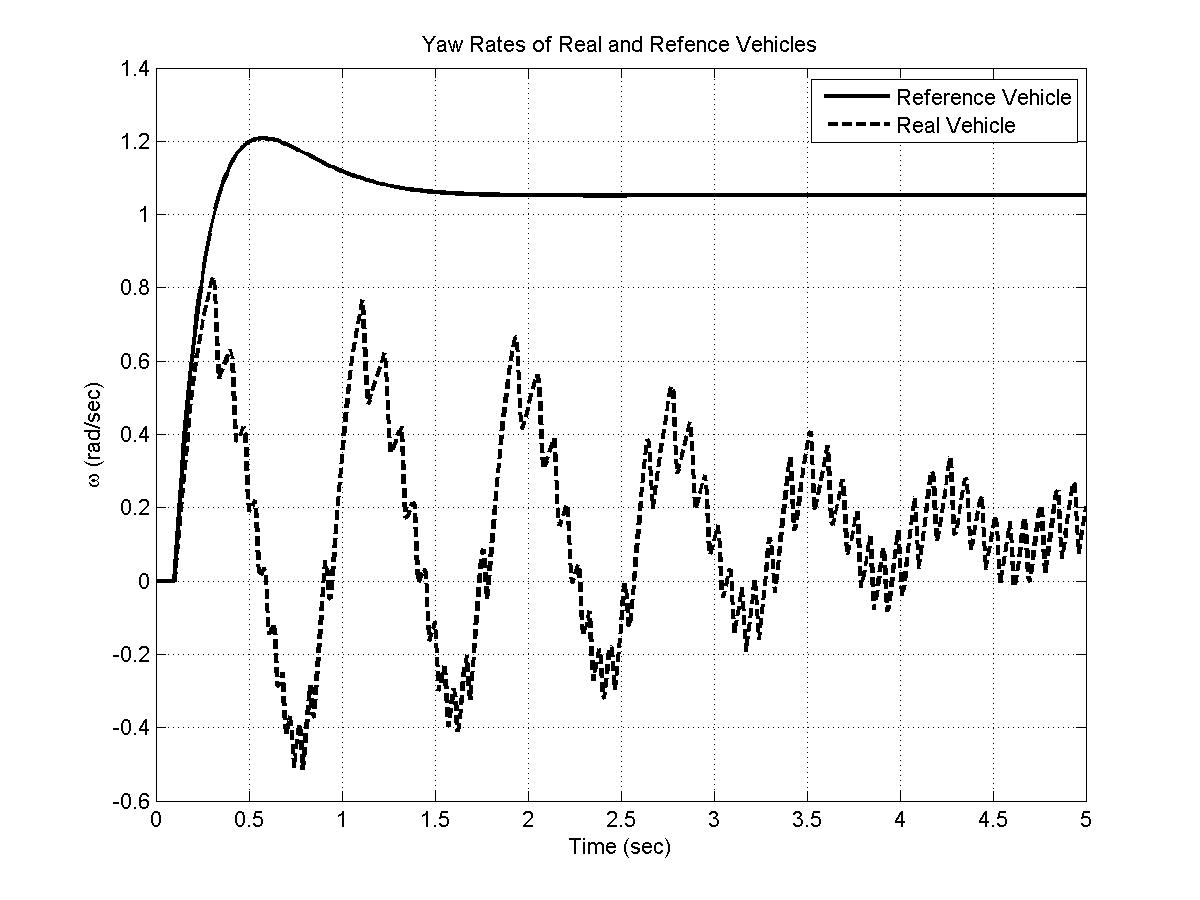 Yaw Rates of Real and Refence Vehicles
Reference Vehicle
Real Vehicle
1.4
1.2
1
0.8
0.6
0.4
0.2
0
-0.2
-0.4
-0.6
ω (rad/sec)
0 0.5 1 1.5 2 2.5 3 3.5 4 4.5 5
Time (sec)